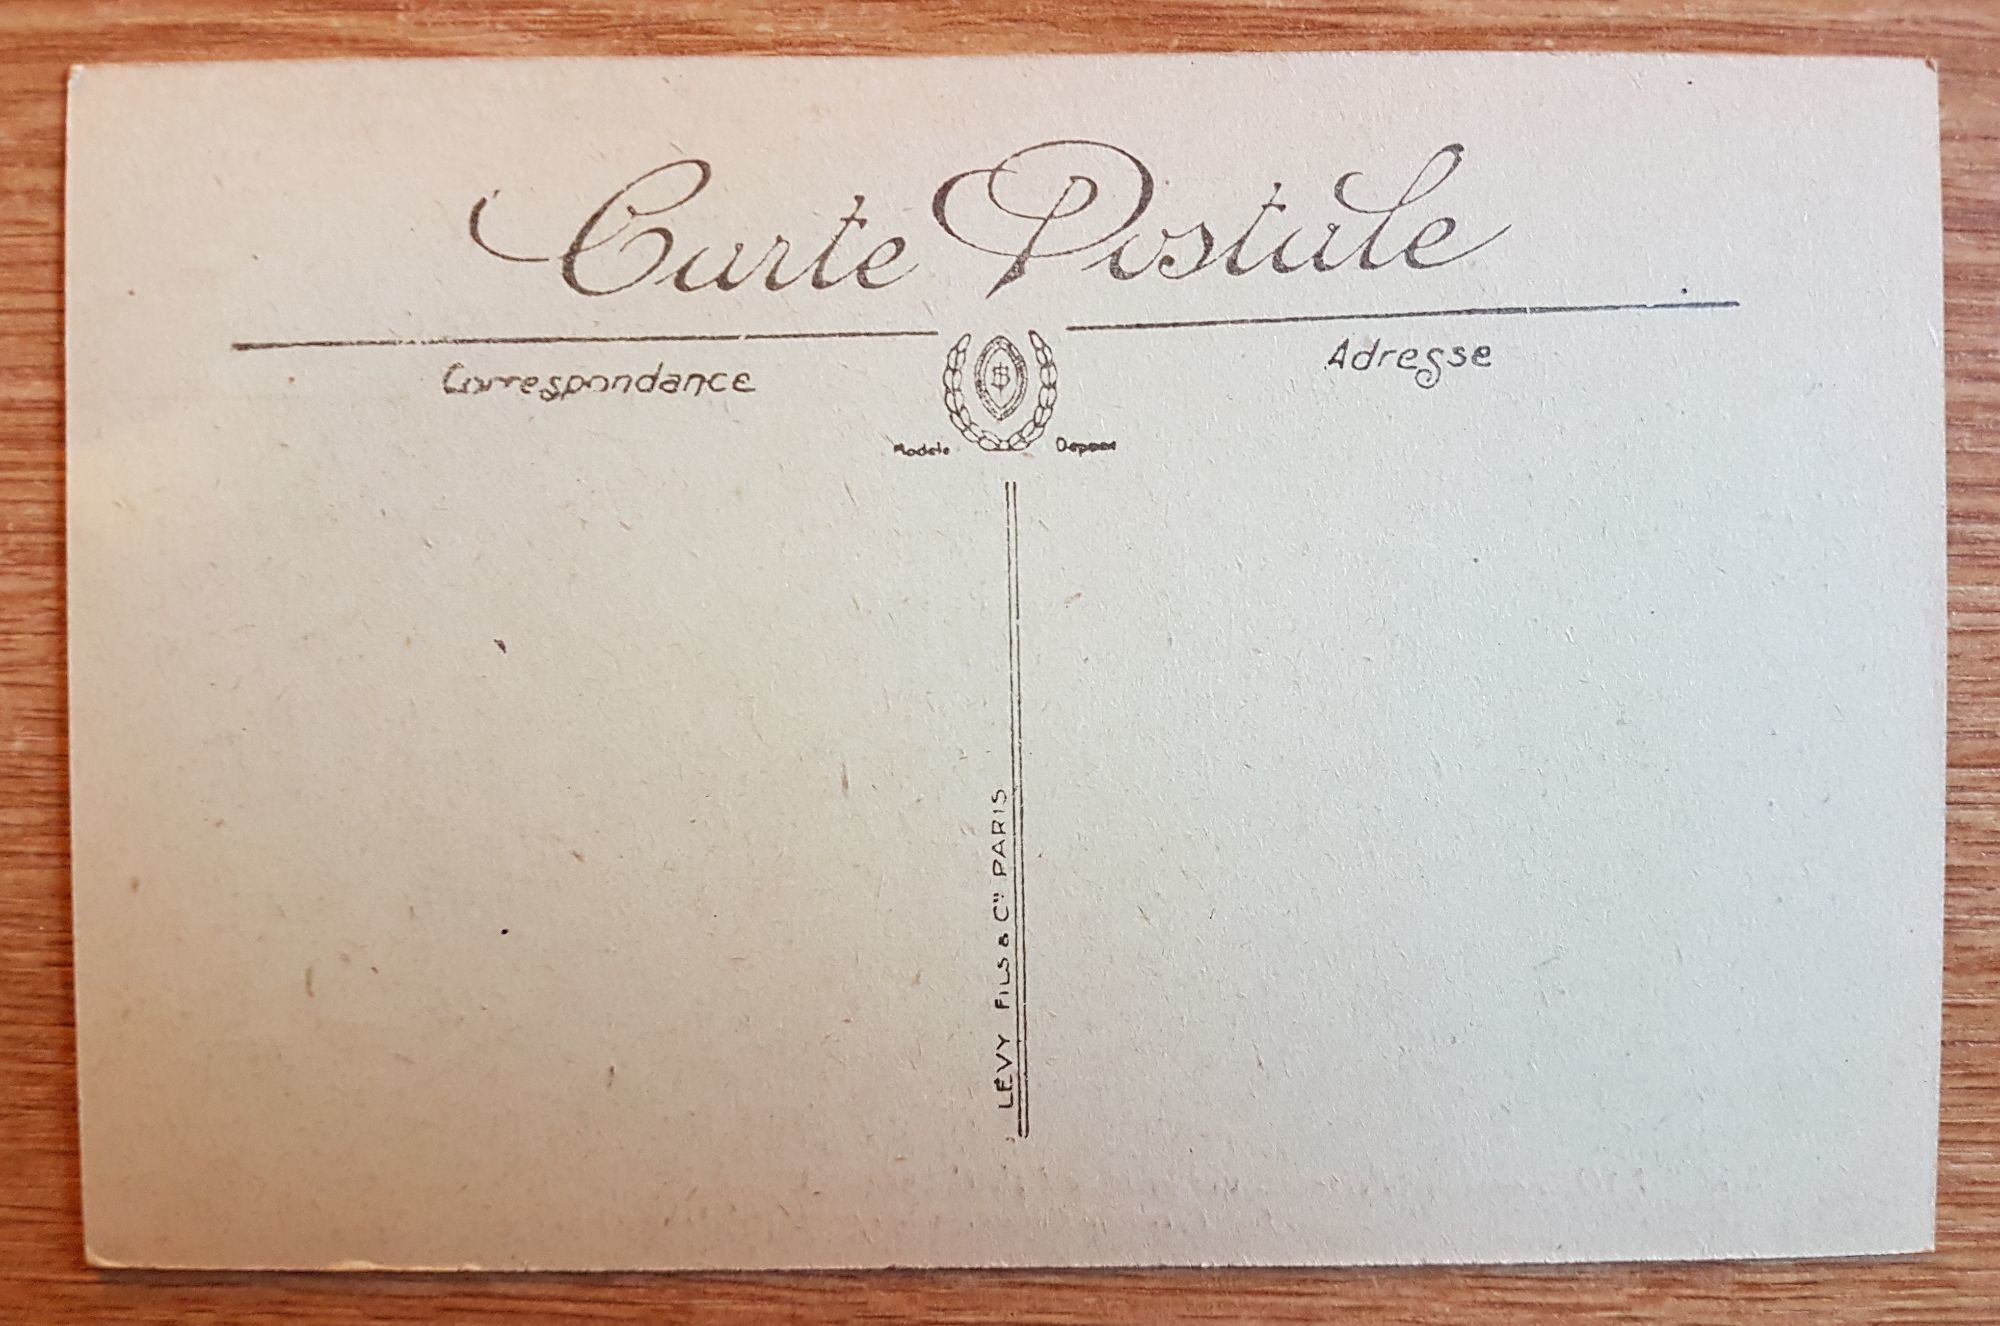 Carte Postale
Correspondance
Adresse
Modele Depose
LÉVY FILS & Cie PARIS